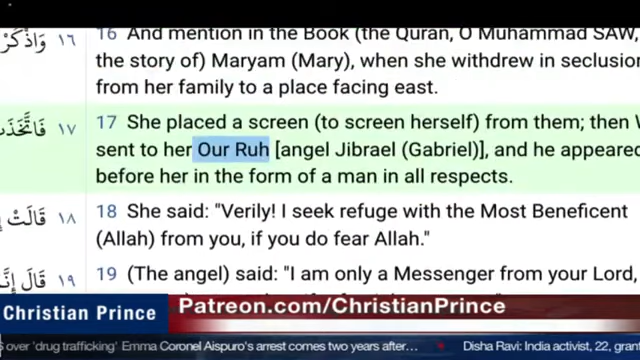 وَاذْكُرْ ١٦ 16 And mention in the Book (the Quran, O Muhammad SAW,
the story of) Maryam (Mary), when she withdrew in seclusion
from her family to a place facing east.
فَاتَّخَذَتْ ١٧ 17 She placed a screen (to screen herself) from them; then W
sent to her Our Ruh [angel Jibrael (Gabriel)], and he appeared
before her in the form of a man in all respects.
قَالَتْ ١٨ 18 She said: "Verily! I seek refuge with the Most Beneficent
(Allah) from you, if you do fear Allah."
قَالَ ١٩ 19 (The angel) said: "I am only a Messenger from your Lord,
Christian Prince Patreon.com/ChristianPrince
over 'drug trafficking' Emma Coronel Aispuro's arrest comes two years after… Disha Ravi: India activist, 22, gran